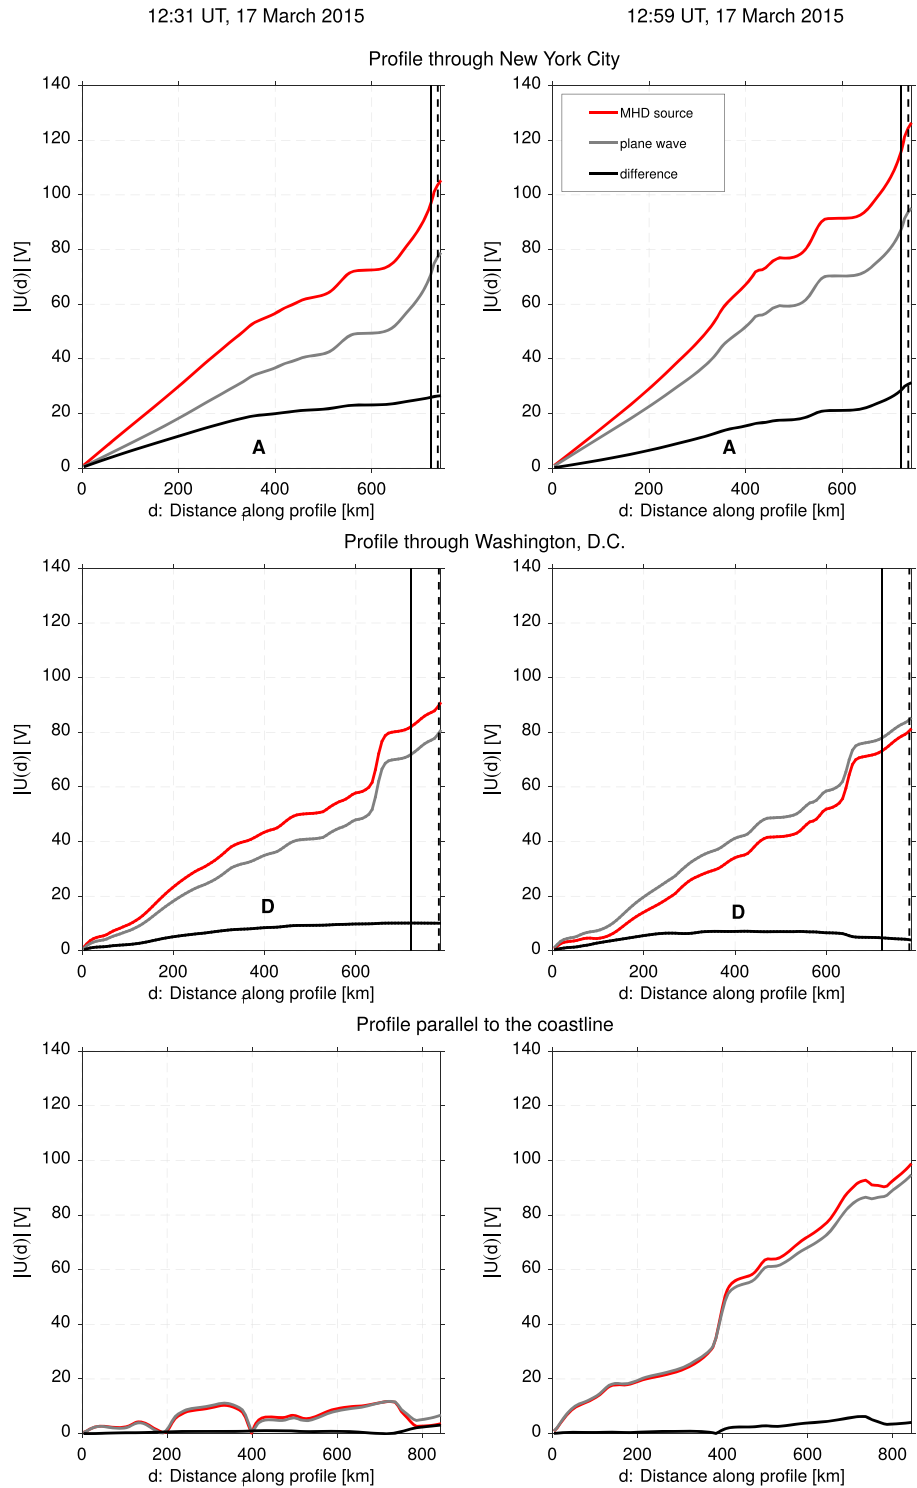 12:31 UT, 17 March 2015 12:59 UT, 17 March 2015
Profile through New York City
140 140
120 120
100 100
80 80
60 60
40 40
20 20
0 0
|U(d)| [V] |U(d)| [V]
MHD source
plane wave
difference
A A
0 200 400 600 0 200 400 600
d: Distance along profile [km] d: Distance along profile [km]
Profile through Washington, D.C.
140 140
120 120
100 100
80 80
60 60
40 40
20 20
0 0
|U(d)| [V] |U(d)| [V]
D D
0 200 400 600 0 200 400 600
d: Distance along profile [km] d: Distance along profile [km]
Profile parallel to the coastline
140 140
120 120
100 100
80 80
60 60
40 40
20 20
0 0
|U(d)| [V] |U(d)| [V]
0 200 400 600 800 0 200 400 600 800
d: Distance along profile [km] d: Distance along profile [km]